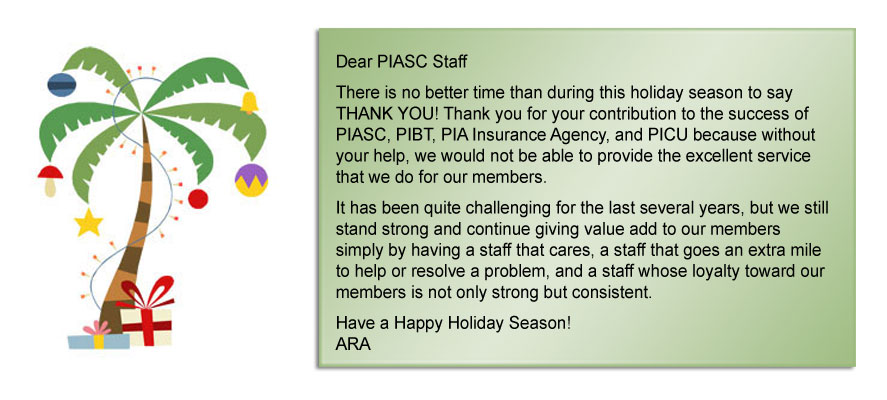 Dear PIASC Staff
There is no better time than during this holiday season to say
THANK YOU! Thank you for your contribution to the success of
PIASC, PIBT, PIA Insurance Agency, and PICU because without
your help, we would not be able to provide the excellent service
that we do for our members.
It has been quite challenging for the last several years, but we still
stand strong and continue giving value add to our members
simply by having a staff that cares, a staff that goes an extra mile
to help or resolve a problem, and a staff whose loyalty toward our
members is not only strong but consistent.
Have a Happy Holiday Season!
ARA